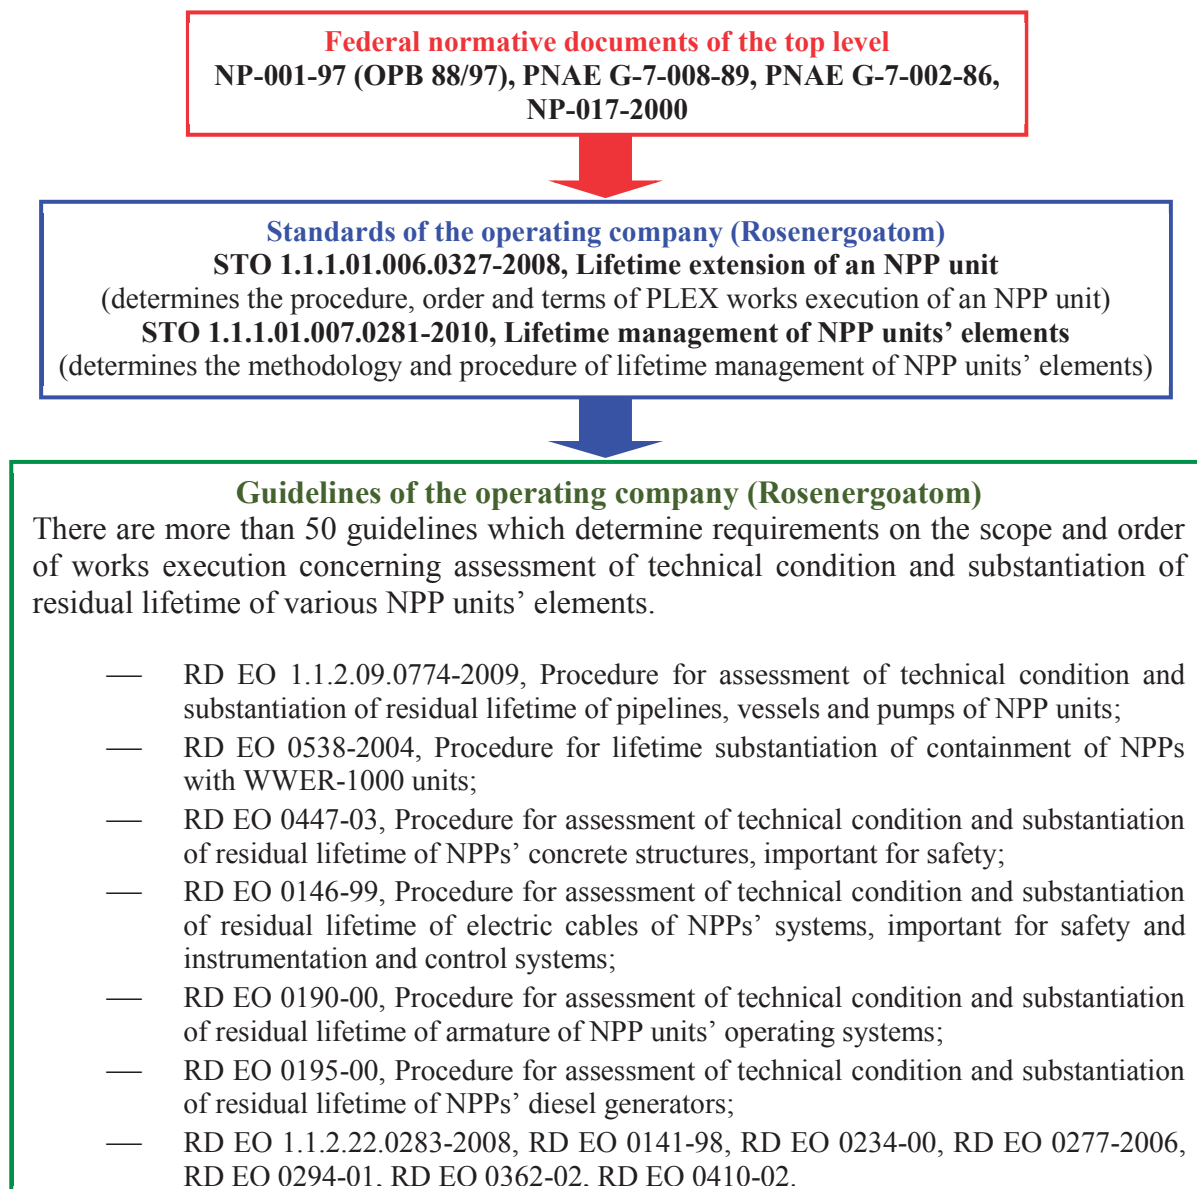 Federal normative documents of the top level
NP-001-97 (OPB 88/97), PNAE G-7-008-89, PNAE G-7-002-86,
NP-017-2000
Standards of the operating company (Rosenergoatom)
STO 1.1.1.01.006.0327-2008, Lifetime extension of an NPP unit
(determines the procedure, order and terms of PLEX works execution of an NPP unit)
STO 1.1.1.01.007.0281-2010, Lifetime management of NPP units’ elements
(determines the methodology and procedure of lifetime management of NPP units’ elements)
Guidelines of the operating company (Rosenergoatom)
There are more than 50 guidelines which determine requirements on the scope and order
of works execution concerning assessment of technical condition and substantiation of
residual lifetime of various NPP units’ elements.
— RD EO 1.1.2.09.0774-2009, Procedure for assessment of technical condition and
substantiation of residual lifetime of pipelines, vessels and pumps of NPP units;
— RD EO 0538-2004, Procedure for lifetime substantiation of containment of NPPs
with WWER-1000 units;
— RD EO 0447-03, Procedure for assessment of technical condition and substantiation
of residual lifetime of NPPs’ concrete structures, important for safety;
— RD EO 0146-99, Procedure for assessment of technical condition and substantiation
of residual lifetime of electric cables of NPPs’ systems, important for safety and
instrumentation and control systems;
— RD EO 0190-00, Procedure for assessment of technical condition and substantiation
of residual lifetime of armature of NPP units’ operating systems;
— RD EO 0195-00, Procedure for assessment of technical condition and substantiation
of residual lifetime of NPPs’ diesel generators;
— RD EO 1.1.2.22.0283-2008, RD EO 0141-98, RD EO 0234-00, RD EO 0277-2006,
RD EO 0294-01, RD EO 0362-02, RD EO 0410-02.